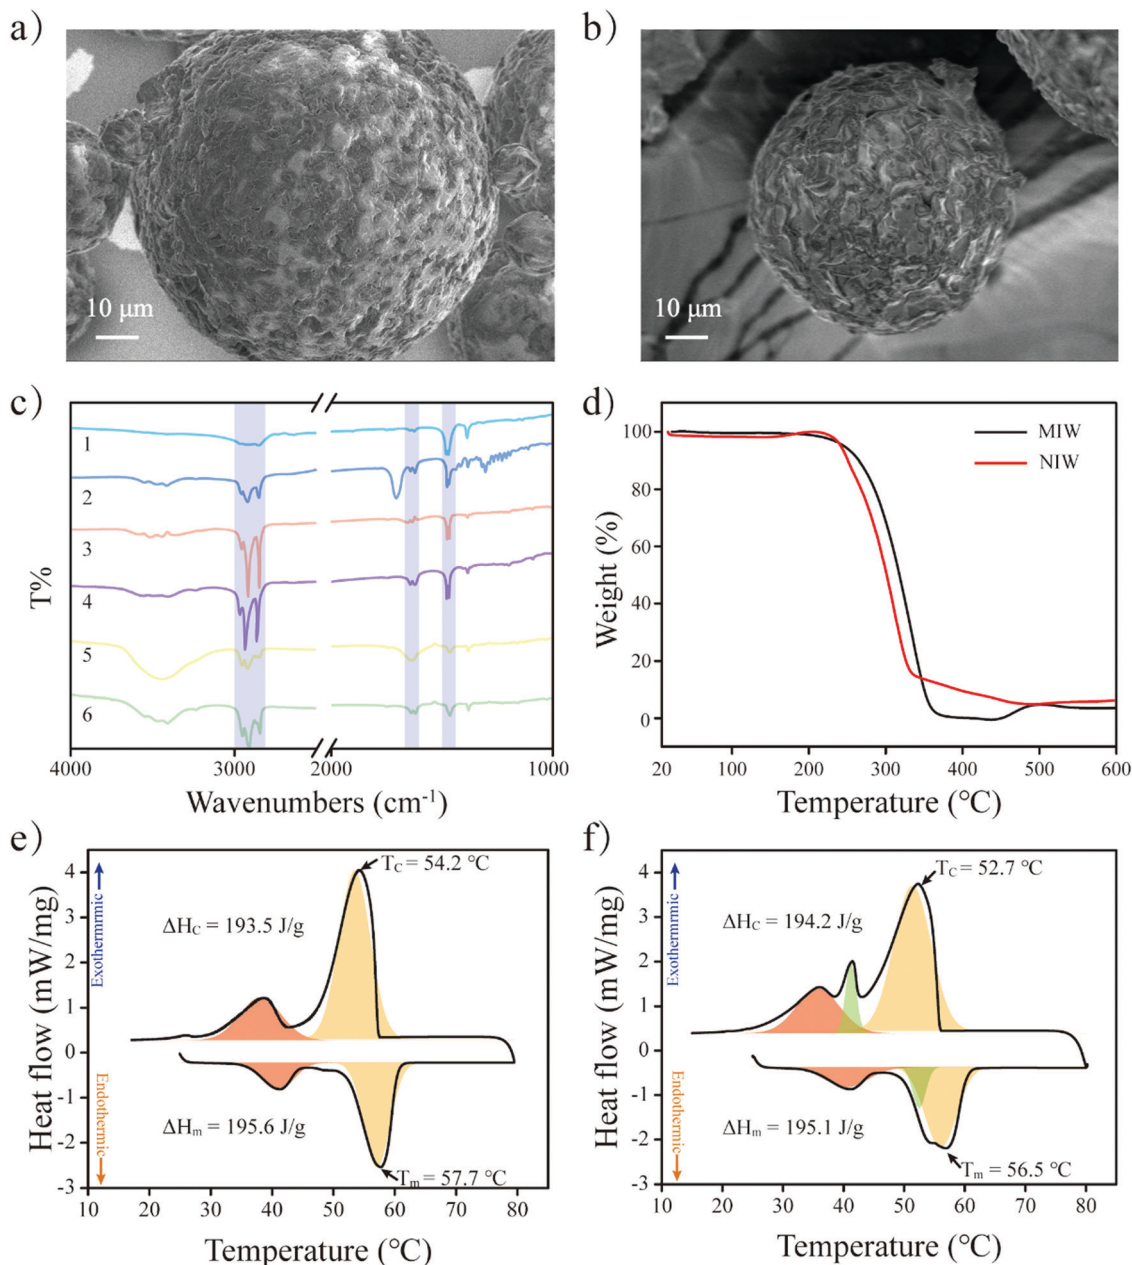 a)
b)
10 μm
10 μm
c)
d)
1
2
3
4
5
6
T%
4000
3000
2000
1000
Wavenumbers (cm-1)
MIW
NIW
100
80
60
40
20
0
Weight (%)
20
100
200
300
400
500
600
Temperature (℃)
e)
f)
Exothermrmic
Endothermic
Heat flow (mW/mg)
4
3
2
1
0
-1
-2
-3
TC = 54.2 ℃
ΔHC = 193.5 J/g
ΔHm = 195.6 J/g
Tm = 57.7 ℃
10
20
30
40
50
60
70
80
Temperature (℃)
Exothermrmic
Endothermic
Heat flow (mW/mg)
4
3
2
1
0
-1
-2
-3
TC = 52.7 ℃
ΔHC = 194.2 J/g
ΔHm = 195.1 J/g
Tm = 56.5 ℃
10
20
30
40
50
60
70
80
Temperature (℃)